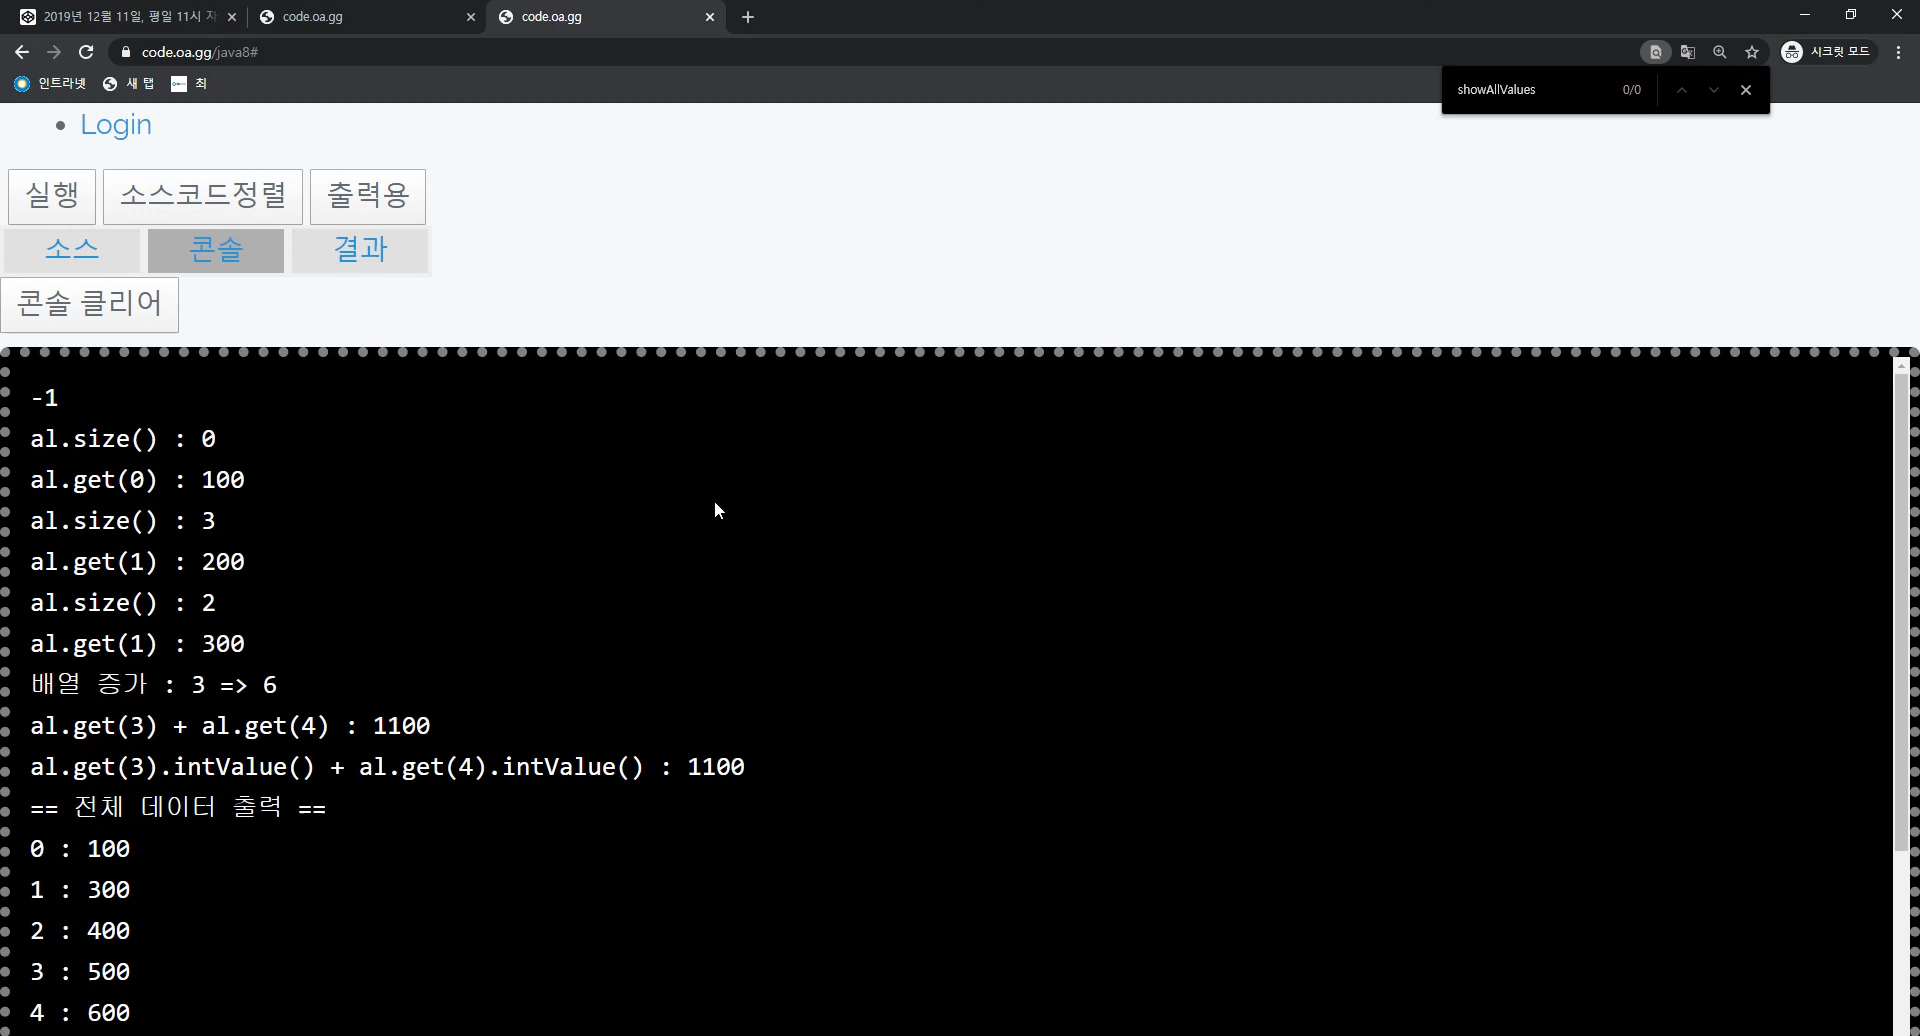 2019년 12월 11일, 평일 11시 자
code.oa.gg
code.oa.gg
code.oa.gg/java8#
시크릿 모드
인트라넷
새 탭
최
showAllValues 0/0
Login
실행 소스코드정렬 출력용
소스 콘솔 결과
콘솔 클리어
-1
al.size() : 0
al.get(0) : 100
al.size() : 3
al.get(1) : 200
al.size() : 2
al.get(1) : 300
배열 증가 : 3 => 6
al.get(3) + al.get(4) : 1100
al.get(3).intValue() + al.get(4).intValue() : 1100
== 전체 데이터 출력 ==
0 : 100
1 : 300
2 : 400
3 : 500
4 : 600